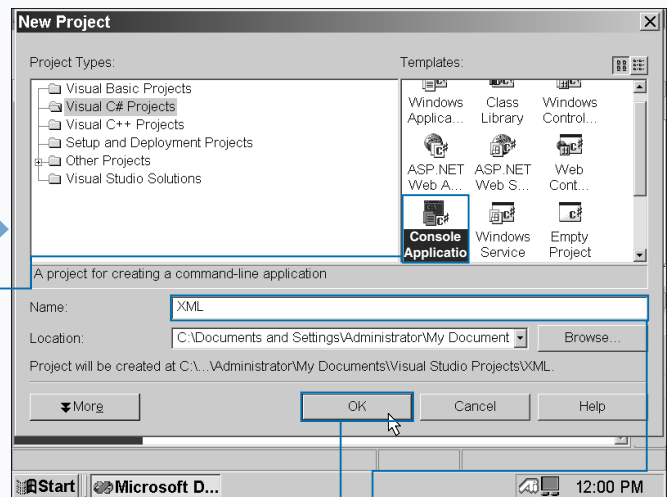 New Project
Project Types:
Templates:
Visual Basic Projects
Visual C# Projects
Visual C++ Projects
Setup and Deployment Projects
Other Projects
Visual Studio Solutions
Windows Applica...
Class Library
Windows Control...
ASP.NET Web A...
ASP.NET Web S...
Web Cont...
Console Applicatio
Windows Service
Empty Project
A project for creating a command-line application
Name:
XML
Location:
C:\Documents and Settings\Administrator\My Document
Browse...
Project will be created at C:\...\Administrator\My Documents\Visual Studio Projects\XML.
More
OK
Cancel
Help
Start
Microsoft D...
12:00 PM